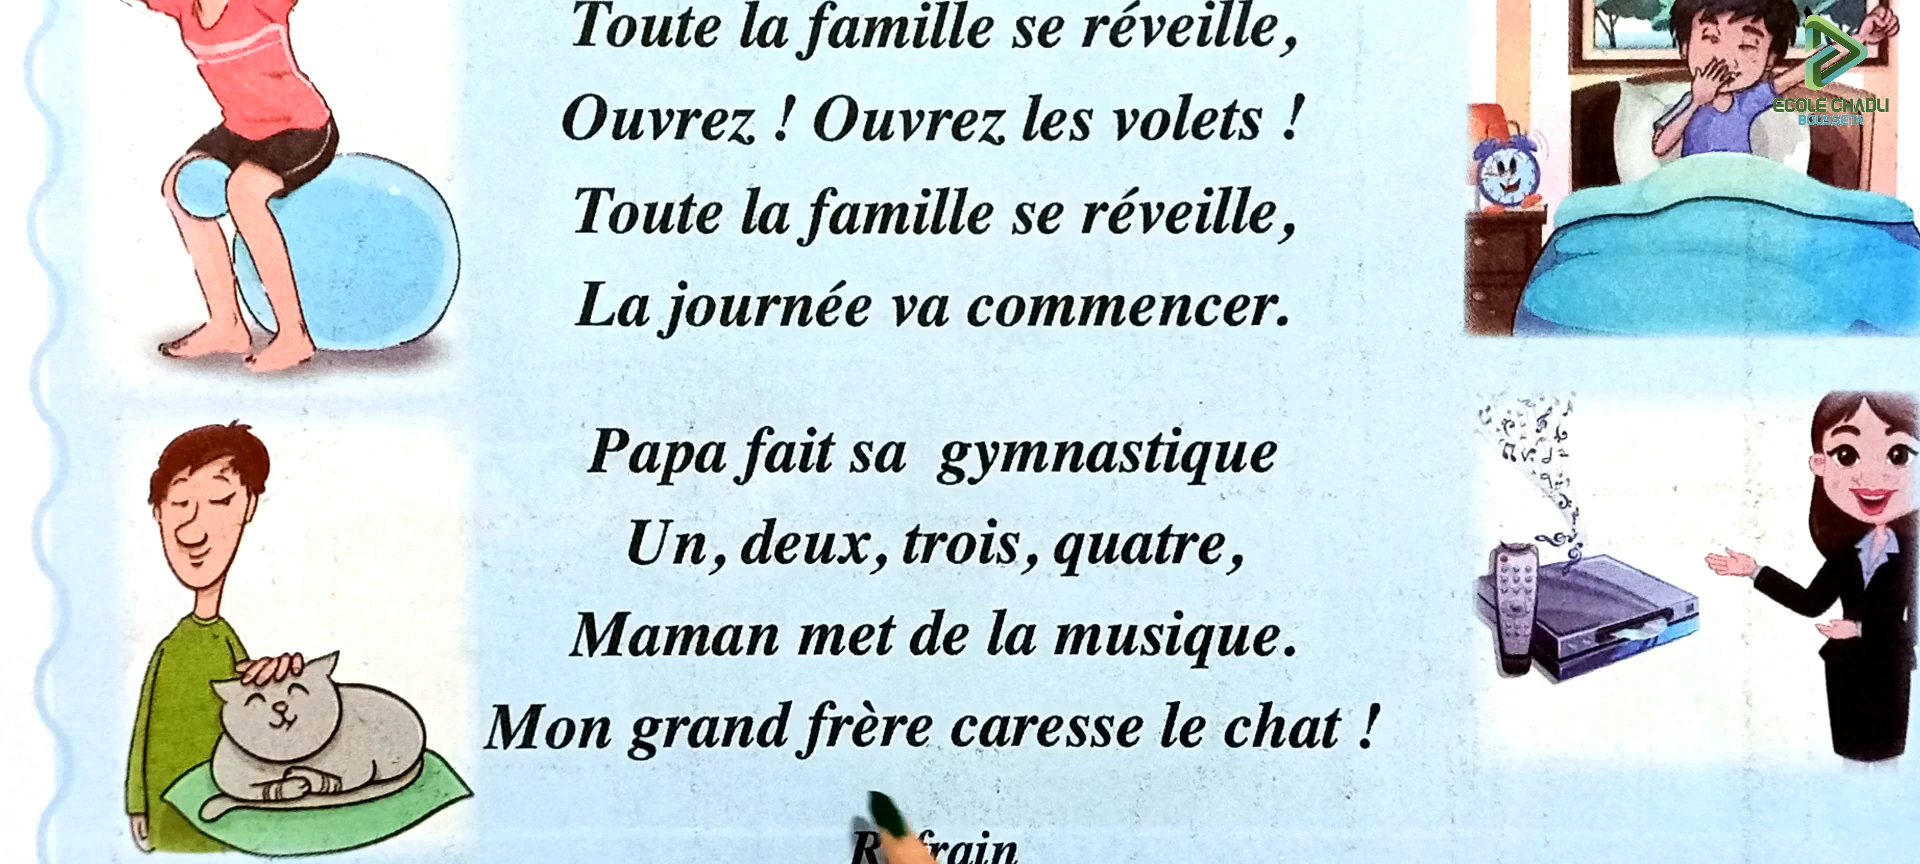 Toute la famille se réveille,
Ouvrez ! Ouvrez les volets !
Toute la famille se réveille,
La journée va commencer.
Papa fait sa gymnastique
Un, deux, trois, quatre,
Maman met de la musique.
Mon grand frère caresse le chat !
Refrain
ECOLE CHADLI
BOUSSETA